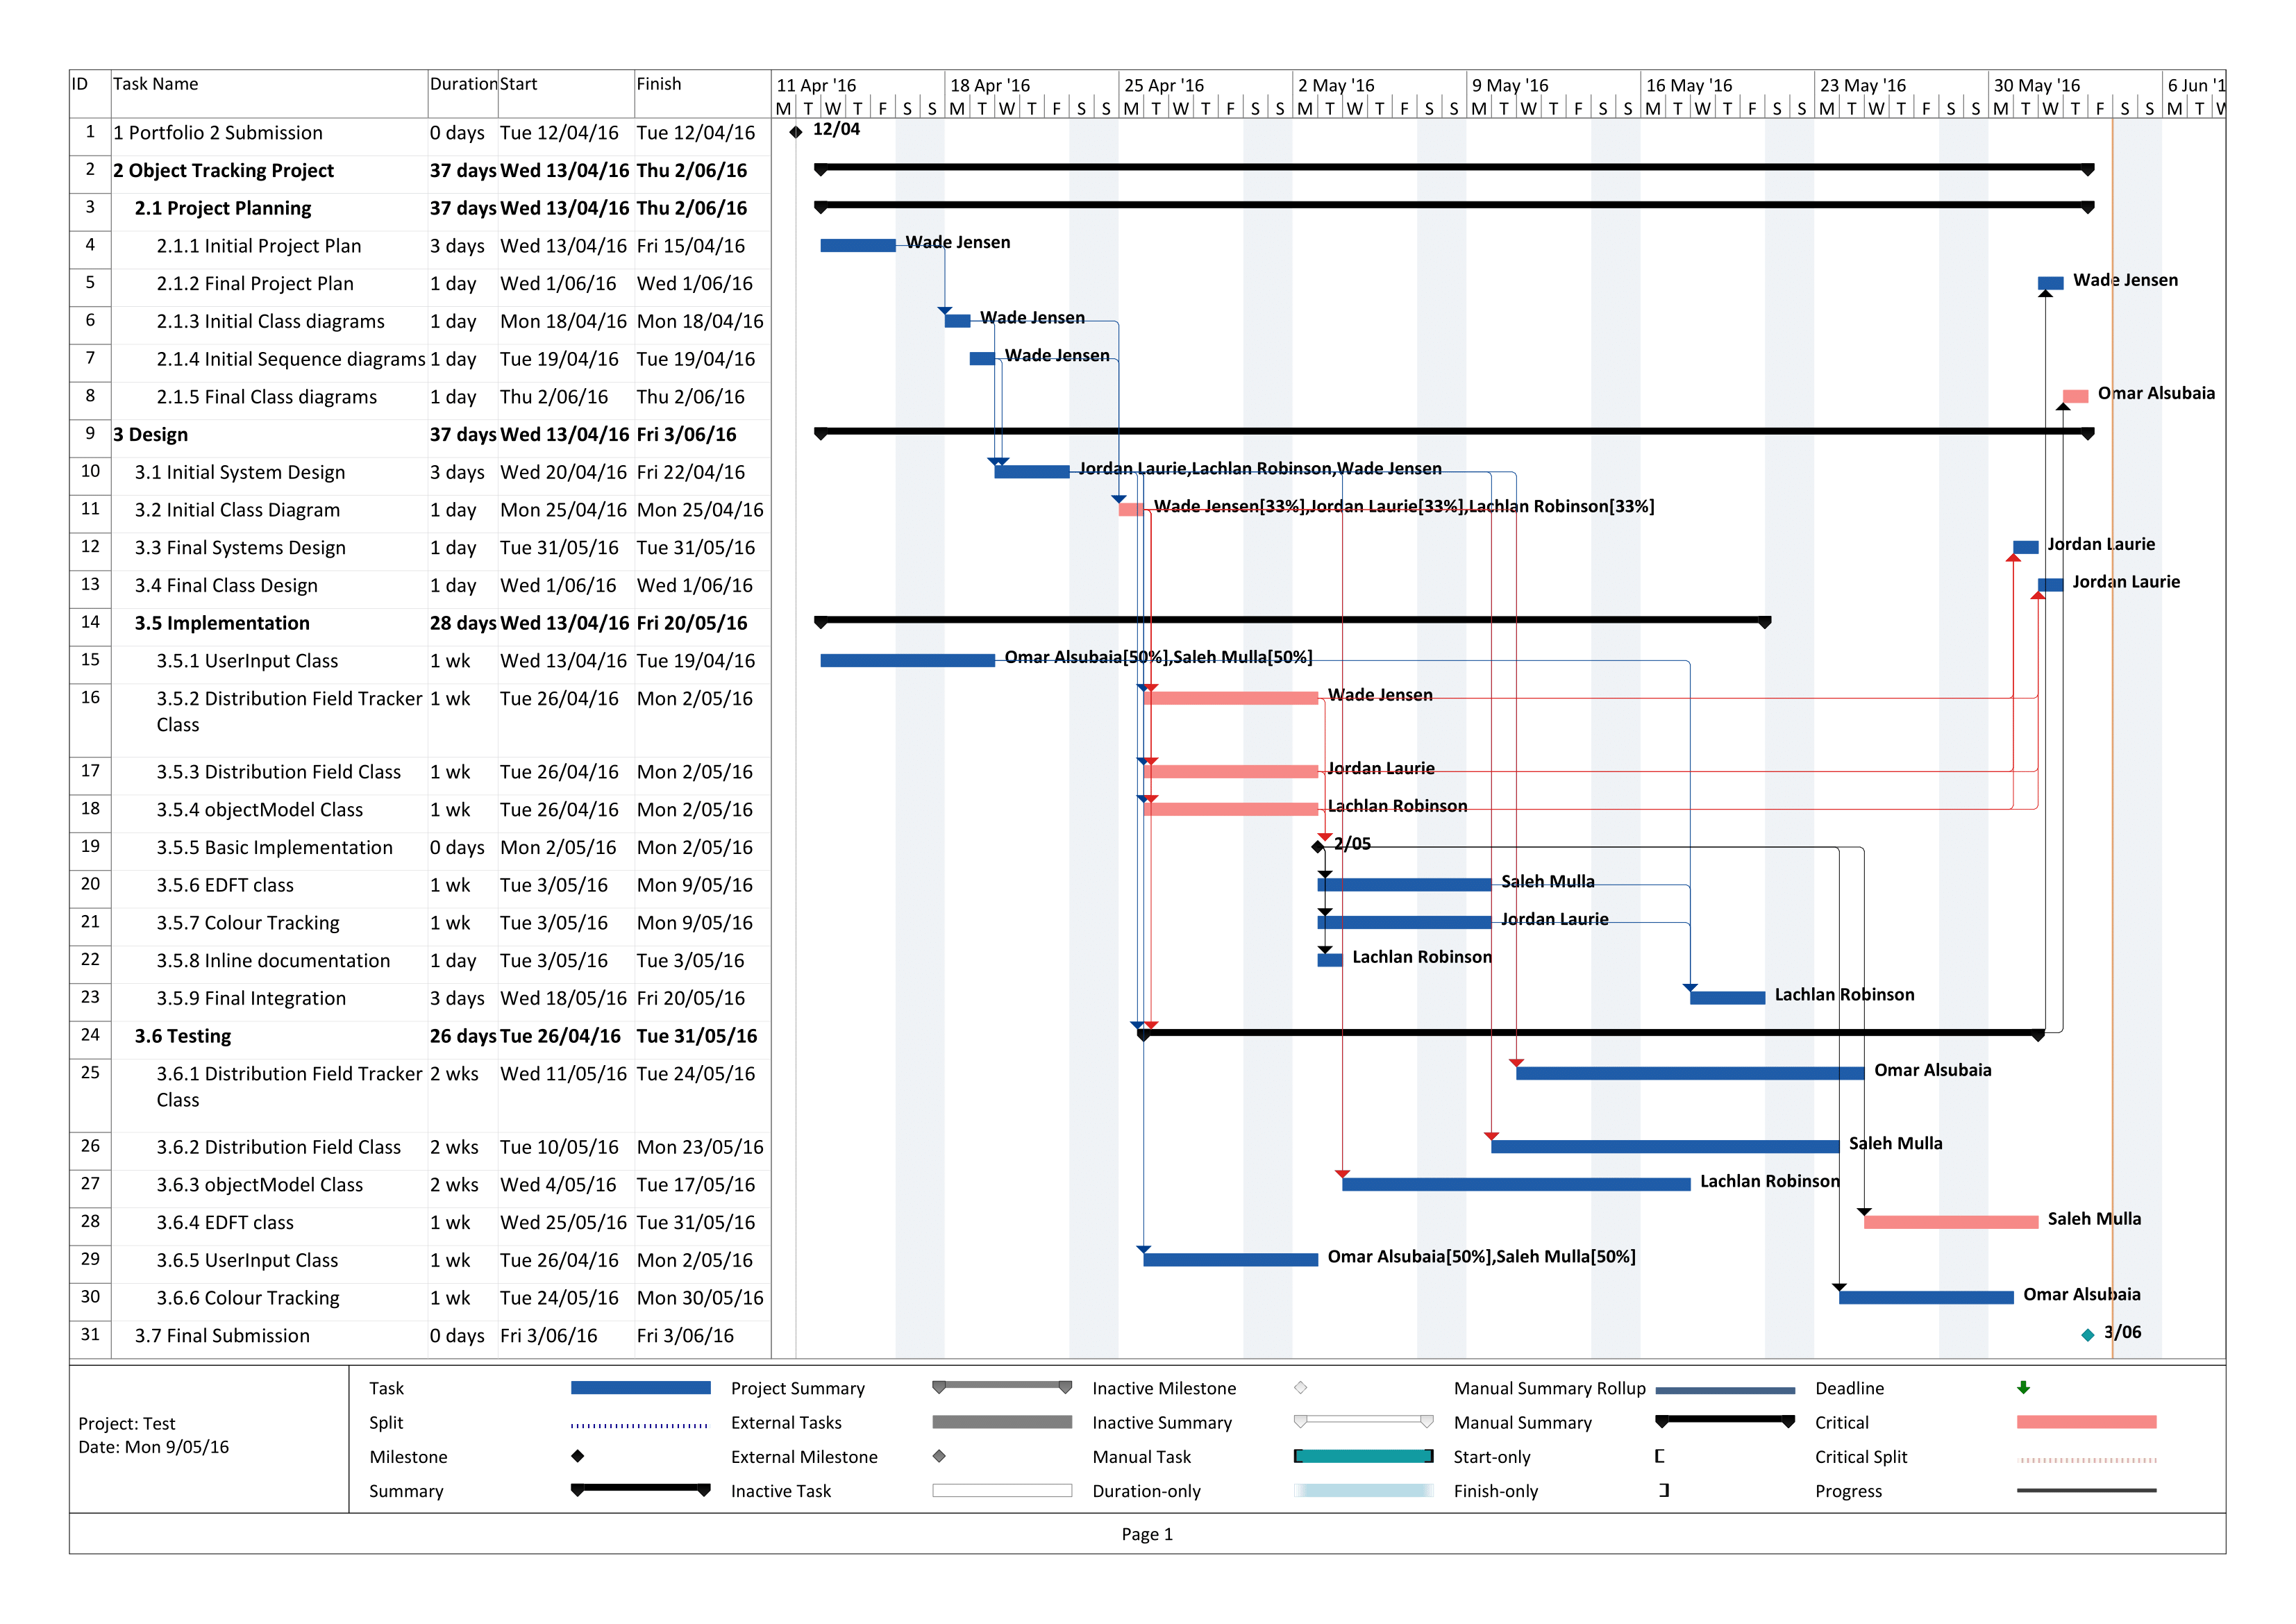 ID Task Name Duration Start Finish 11 Apr '16 18 Apr '16 25 Apr '16 2 May '16 9 May '16 16 May '16 23 May '16 30 May '16 6 Jun '1
M T W T F S S M T W T F S S M T W T F S S M T W T F S S M T W T F S S M T W T F S S M T W T F S S M T W T F S S M T W
1 1 Portfolio 2 Submission 0 days Tue 12/04/16 Tue 12/04/16 12/04
2 2 Object Tracking Project 37 days Wed 13/04/16 Thu 2/06/16
3 2.1 Project Planning 37 days Wed 13/04/16 Thu 2/06/16
4 2.1.1 Initial Project Plan 3 days Wed 13/04/16 Fri 15/04/16 Wade Jensen
5 2.1.2 Final Project Plan 1 day Wed 1/06/16 Wed 1/06/16 Wade Jensen
6 2.1.3 Initial Class diagrams 1 day Mon 18/04/16 Mon 18/04/16 Wade Jensen
7 2.1.4 Initial Sequence diagrams 1 day Tue 19/04/16 Tue 19/04/16 Wade Jensen
8 2.1.5 Final Class diagrams 1 day Thu 2/06/16 Thu 2/06/16 Omar Alsubaia
9 3 Design 37 days Wed 13/04/16 Fri 3/06/16
10 3.1 Initial System Design 3 days Wed 20/04/16 Fri 22/04/16 Jordan Laurie,Lachlan Robinson,Wade Jensen
11 3.2 Initial Class Diagram 1 day Mon 25/04/16 Mon 25/04/16 Wade Jensen[33%],Jordan Laurie[33%],Lachlan Robinson[33%]
12 3.3 Final Systems Design 1 day Tue 31/05/16 Tue 31/05/16 Jordan Laurie
13 3.4 Final Class Design 1 day Wed 1/06/16 Wed 1/06/16 Jordan Laurie
14 3.5 Implementation 28 days Wed 13/04/16 Fri 20/05/16
15 3.5.1 UserInput Class 1 wk Wed 13/04/16 Tue 19/04/16 Omar Alsubaia[50%],Saleh Mulla[50%]
16 3.5.2 Distribution Field Tracker 1 wk Tue 26/04/16 Mon 2/05/16 Wade Jensen
Class
17 3.5.3 Distribution Field Class 1 wk Tue 26/04/16 Mon 2/05/16 Jordan Laurie
18 3.5.4 objectModel Class 1 wk Tue 26/04/16 Mon 2/05/16 Lachlan Robinson
19 3.5.5 Basic Implementation 0 days Mon 2/05/16 Mon 2/05/16 2/05
20 3.5.6 EDFT class 1 wk Tue 3/05/16 Mon 9/05/16 Saleh Mulla
21 3.5.7 Colour Tracking 1 wk Tue 3/05/16 Mon 9/05/16 Jordan Laurie
22 3.5.8 Inline documentation 1 day Tue 3/05/16 Tue 3/05/16 Lachlan Robinson
23 3.5.9 Final Integration 3 days Wed 18/05/16 Fri 20/05/16 Lachlan Robinson
24 3.6 Testing 26 days Tue 26/04/16 Tue 31/05/16
25 3.6.1 Distribution Field Tracker 2 wks Wed 11/05/16 Tue 24/05/16 Omar Alsubaia
Class
26 3.6.2 Distribution Field Class 2 wks Tue 10/05/16 Mon 23/05/16 Saleh Mulla
27 3.6.3 objectModel Class 2 wks Wed 4/05/16 Tue 17/05/16 Lachlan Robinson
28 3.6.4 EDFT class 1 wk Wed 25/05/16 Tue 31/05/16 Saleh Mulla
29 3.6.5 UserInput Class 1 wk Tue 26/04/16 Mon 2/05/16 Omar Alsubaia[50%],Saleh Mulla[50%]
30 3.6.6 Colour Tracking 1 wk Tue 24/05/16 Mon 30/05/16 Omar Alsubaia
31 3.7 Final Submission 0 days Fri 3/06/16 Fri 3/06/16 3/06
Project: Test
Date: Mon 9/05/16
Task Project Summary Inactive Milestone Manual Summary Rollup Deadline
Split External Tasks Inactive Summary Manual Summary Critical
Milestone External Milestone Manual Task Start-only Critical Split
Summary Inactive Task Duration-only Finish-only Progress
Page 1